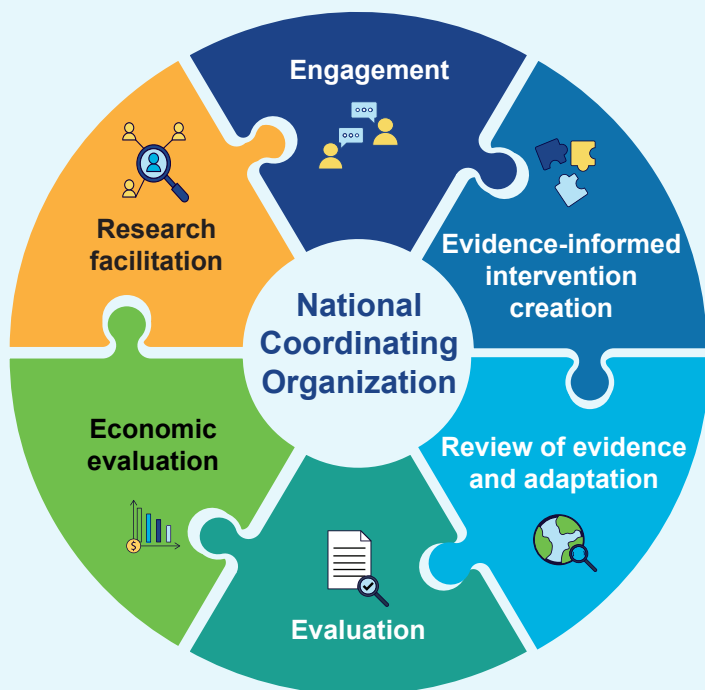 Engagement
Evidence-informed
intervention
creation
Review of evidence
and adaptation
Evaluation
Economic
evaluation
$
Research
facilitation
National
Coordinating
Organization